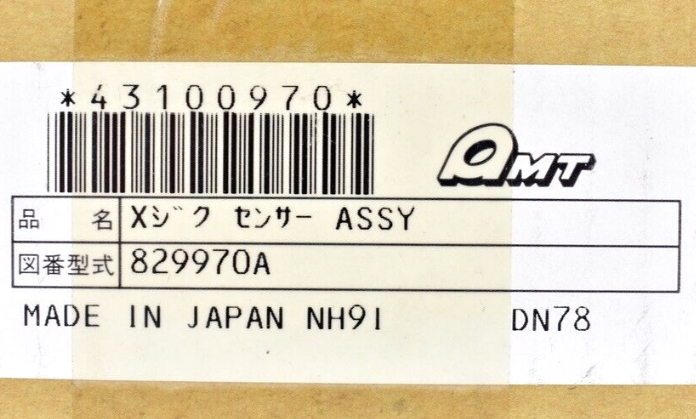 *43100970*
AMT
品 名 Xｼﾞｸ ｾﾝｻｰ ASSY
図番型式 829970A
MADE IN JAPAN NH91 DN78